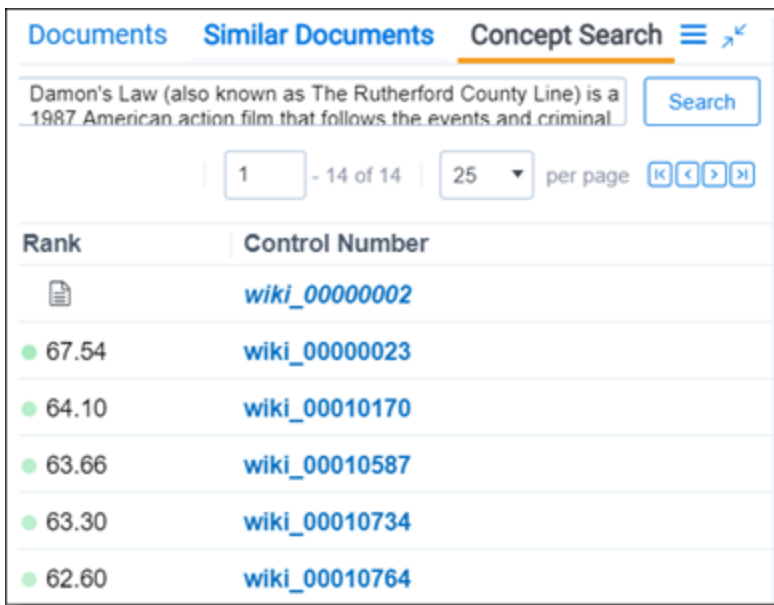 Documents Similar Documents Concept Search
Damon's Law (also known as The Rutherford County Line) is a
1987 American action film that follows the events and criminal
Search
1 - 14 of 14 25 per page
Rank Control Number
wiki_00000002
67.54 wiki_00000023
64.10 wiki_00010170
63.66 wiki_00010587
63.30 wiki_00010734
62.60 wiki_00010764